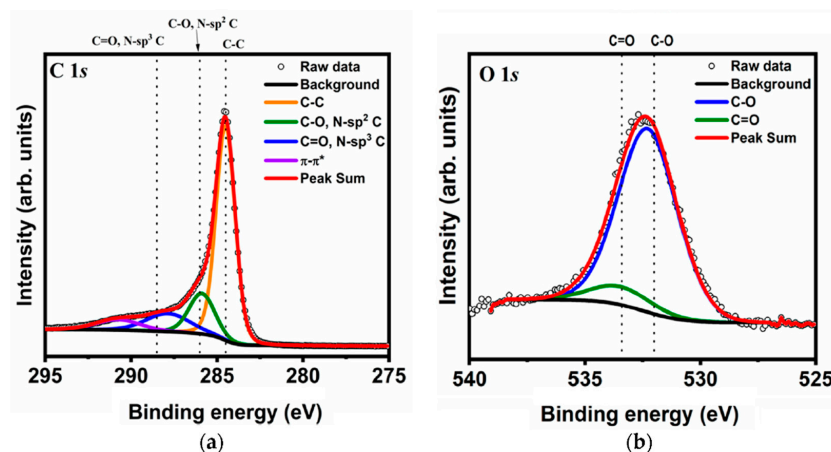 C-O, N-sp² C
C=O, N-sp³ C
C-C
C 1s
Raw data
Background
C-C
C-O, N-sp² C
C=O, N-sp³ C
π-π*
Peak Sum
Intensity (arb. units)
295 290 285 280 275
Binding energy (eV)
(a)
C=O C-O
O 1s
Raw data
Background
C-O
C=O
Peak Sum
Intensity (arb. units)
540 535 530 525
Binding energy (eV)
(b)